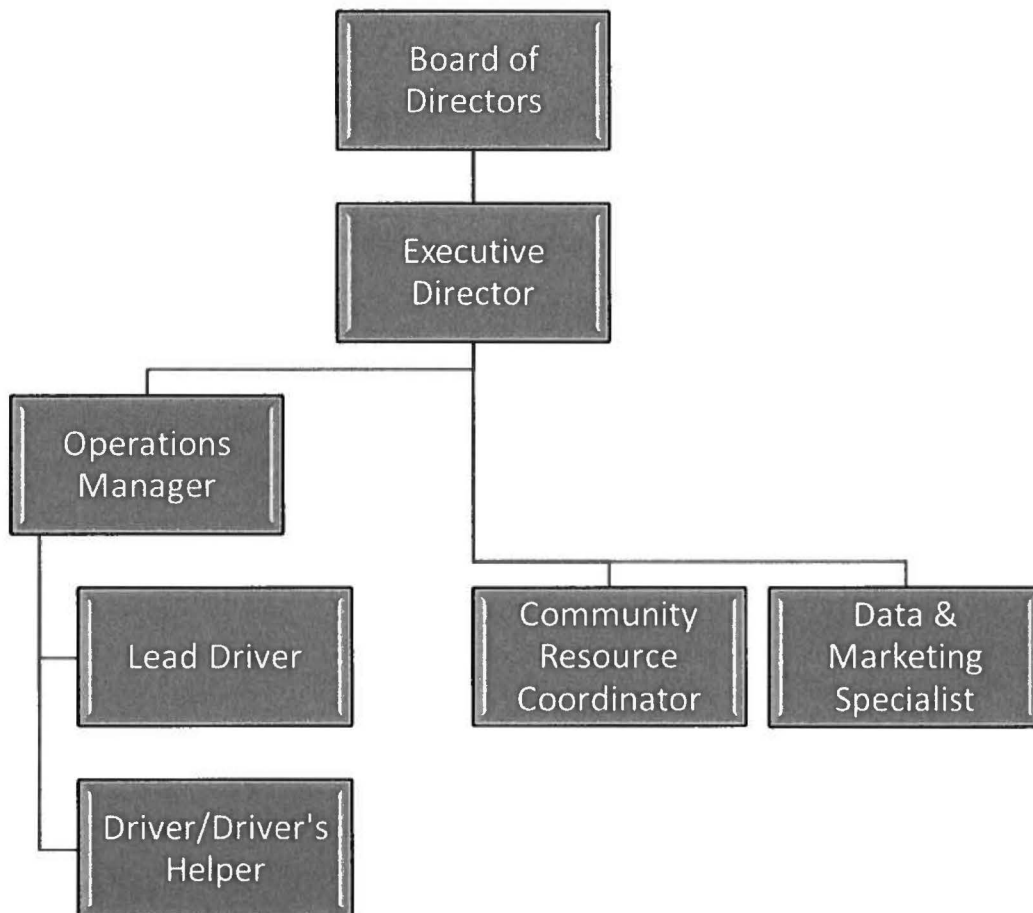 Board of
Directors
Executive
Director
Operations
Manager
Lead Driver
Driver/Driver's
Helper
Community
Resource
Coordinator
Data &
Marketing
Specialist